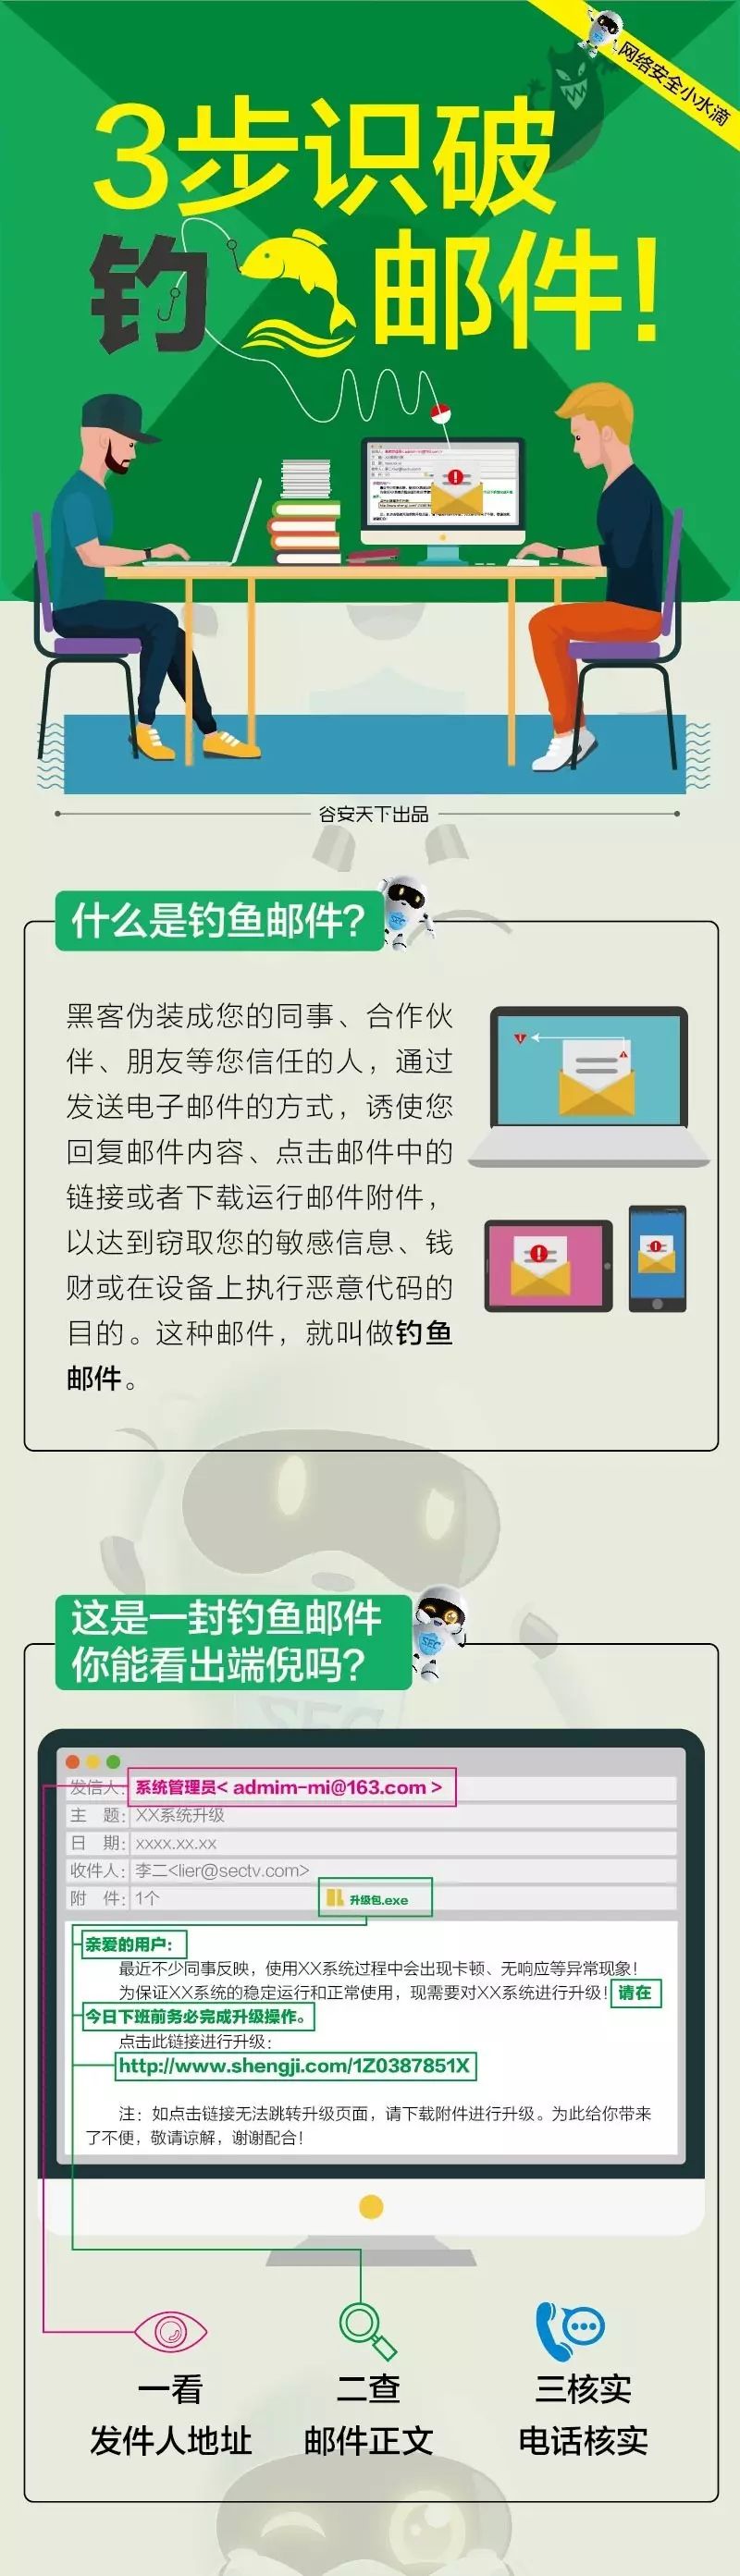 网络安全小水滴
3步识破
钓 邮件!
谷安天下出品
什么是钓鱼邮件?
黑客伪装成您的同事、合作伙
伴、朋友等您信任的人，通过
发送电子邮件的方式，诱使您
回复邮件内容、点击邮件中的
链接或者下载运行邮件附件，
以达到窃取您的敏感信息、钱
财或在设备上执行恶意代码的
目的。这种邮件，就叫做钓鱼
邮件。
这是一封钓鱼邮件
你能看出端倪吗?
发信人: 系统管理员< admim-mi@163.com >
主 题: XX系统升级
日 期: xxxx.xx.xx
收件人: 李二<lier@sectv.com>
附 件: 1个 升级包.exe
亲爱的用户:
最近不少同事反映，使用XX系统过程中会出现卡顿、无响应等异常现象!
为保证XX系统的稳定运行和正常使用，现需要对XX系统进行升级! 请在
今日下班前务必完成升级操作。
点击此链接进行升级:
http://www.shengji.com/1Z0387851X
注: 如点击链接无法跳转升级页面，请下载附件进行升级。为此给你带来
了不便，敬请谅解，谢谢配合!
一看 二查 三核实
发件人地址 邮件正文 电话核实